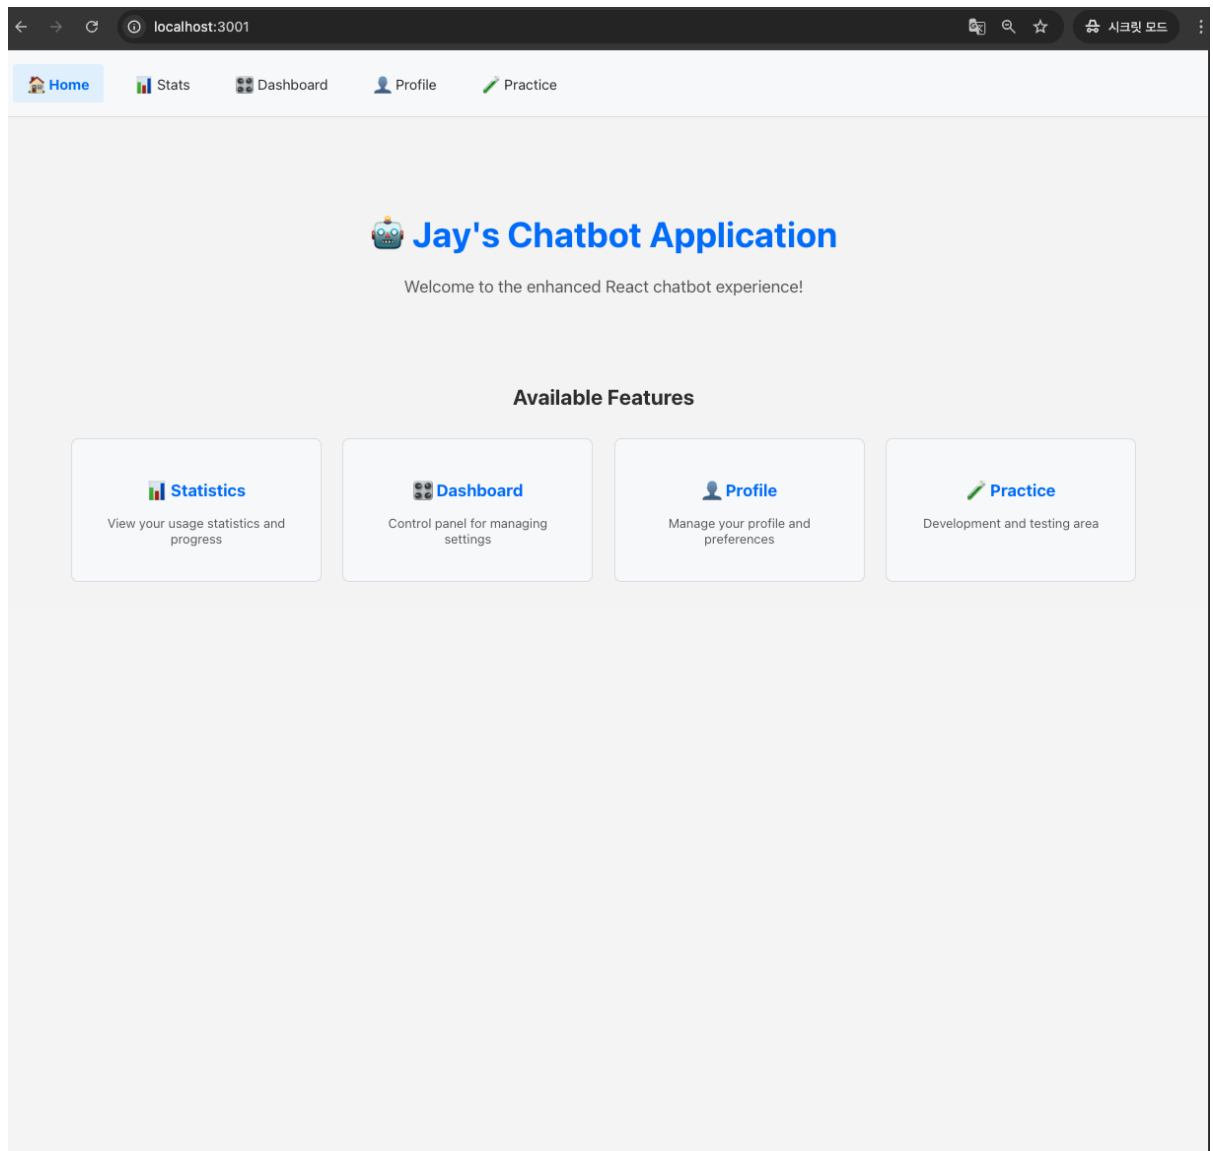 localhost:3001
시크릿 모드
Home
Stats
Dashboard
Profile
Practice
Jay's Chatbot Application
Welcome to the enhanced React chatbot experience!
Available Features
Statistics
View your usage statistics and
progress
Dashboard
Control panel for managing
settings
Profile
Manage your profile and
preferences
Practice
Development and testing area